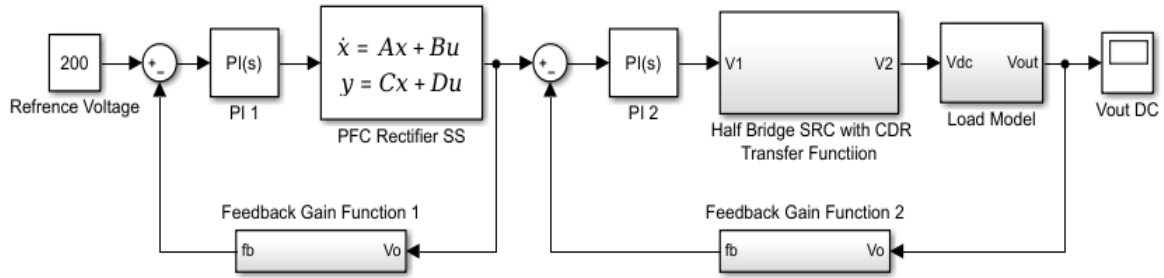 200
Refrence Voltage
+
-
PI(s)
PI 1
ẋ = Ax + Bu
y = Cx + Du
PFC Rectifier SS
+
-
PI(s)
PI 2
V1
V2
Half Bridge SRC with CDR
Transfer Functiion
Vdc
Vout
Load Model
Vout DC
Feedback Gain Function 1
fb
Vo
Feedback Gain Function 2
fb
Vo